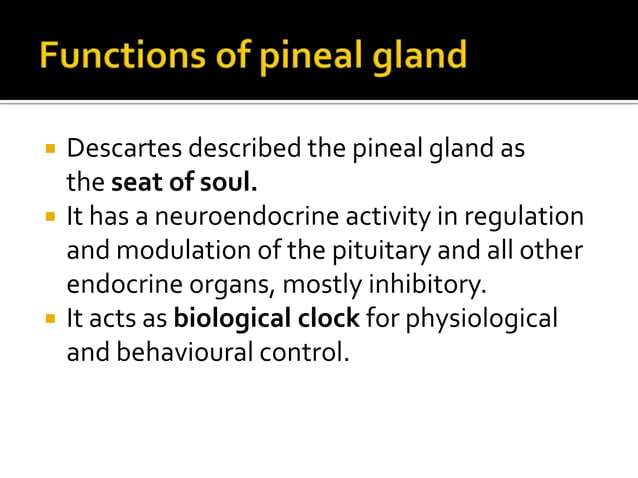 Functions of pineal gland
Descartes described the pineal gland as
the seat of soul.
It has a neuroendocrine activity in regulation
and modulation of the pituitary and all other
endocrine organs, mostly inhibitory.
It acts as biological clock for physiological
and behavioural control.